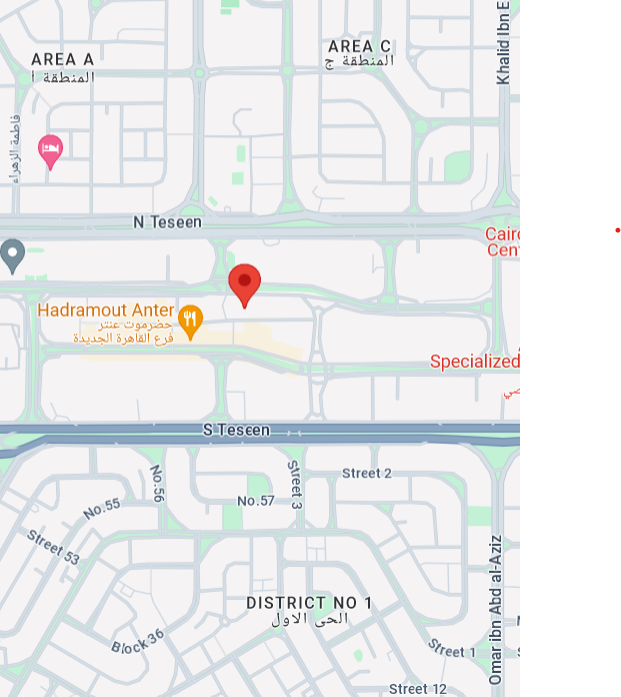 Khalid Ibn E
AREA C
المنطقة ج
AREA A
المنطقة أ
فاطمة الزهراء
N Teseen
Cairo
Cent
Hadramout Anter
حضرموت عنتر
فرع القاهرة الجديدة
Specialized
S Teseen
No.56
Street 3
Street 2
No.57
No.55
Street 53
Omar ibn Abd al-Aziz
DISTRICT NO 1
الحي الاول
Block 36
Street 1
Street 12